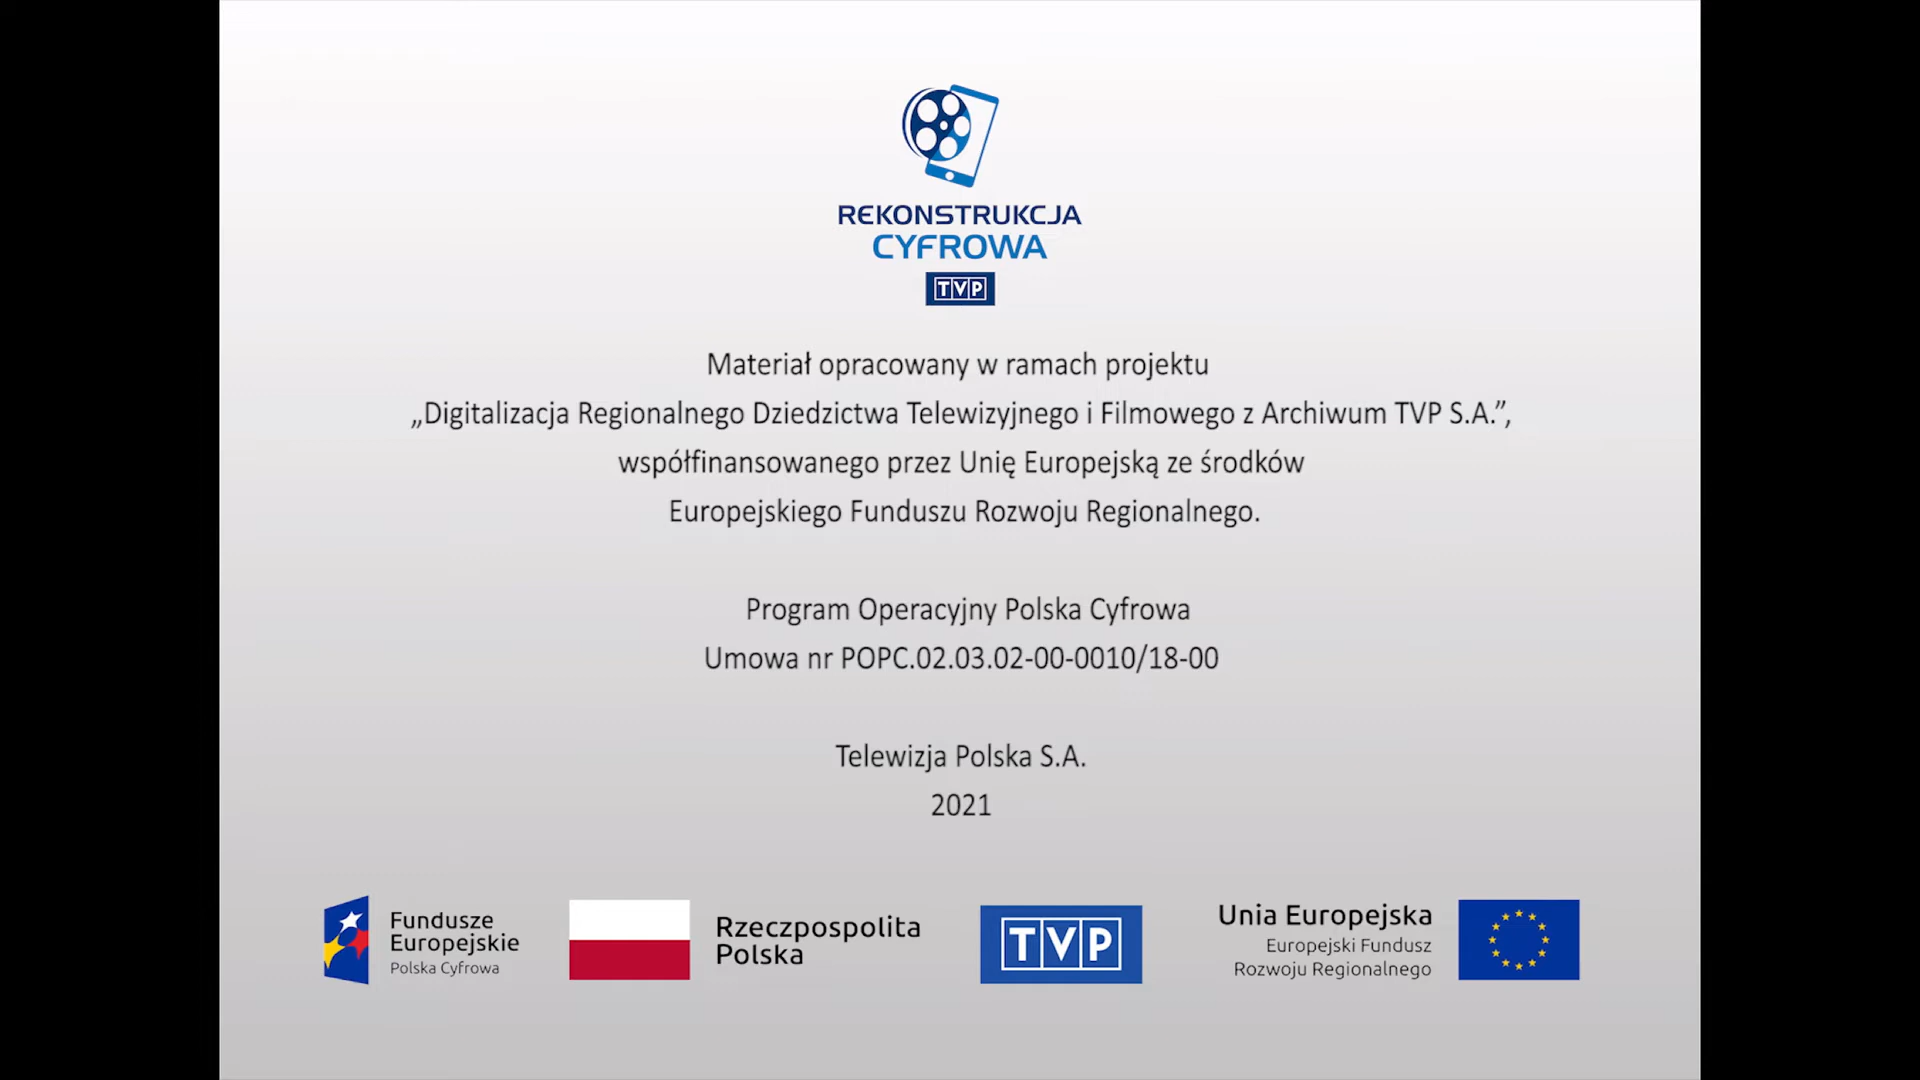 REKONSTRUKCJA
CYFROWA
TVP
Materiał opracowany w ramach projektu
„Digitalizacja Regionalnego Dziedzictwa Telewizyjnego i Filmowego z Archiwum TVP S.A.”,
współfinansowanego przez Unię Europejską ze środków
Europejskiego Funduszu Rozwoju Regionalnego.
Program Operacyjny Polska Cyfrowa
Umowa nr POPC.02.03.02-00-0010/18-00
Telewizja Polska S.A.
2021
Fundusze
Europejskie
Polska Cyfrowa
Rzeczpospolita
Polska
TVP
Unia Europejska
Europejski Fundusz
Rozwoju Regionalnego